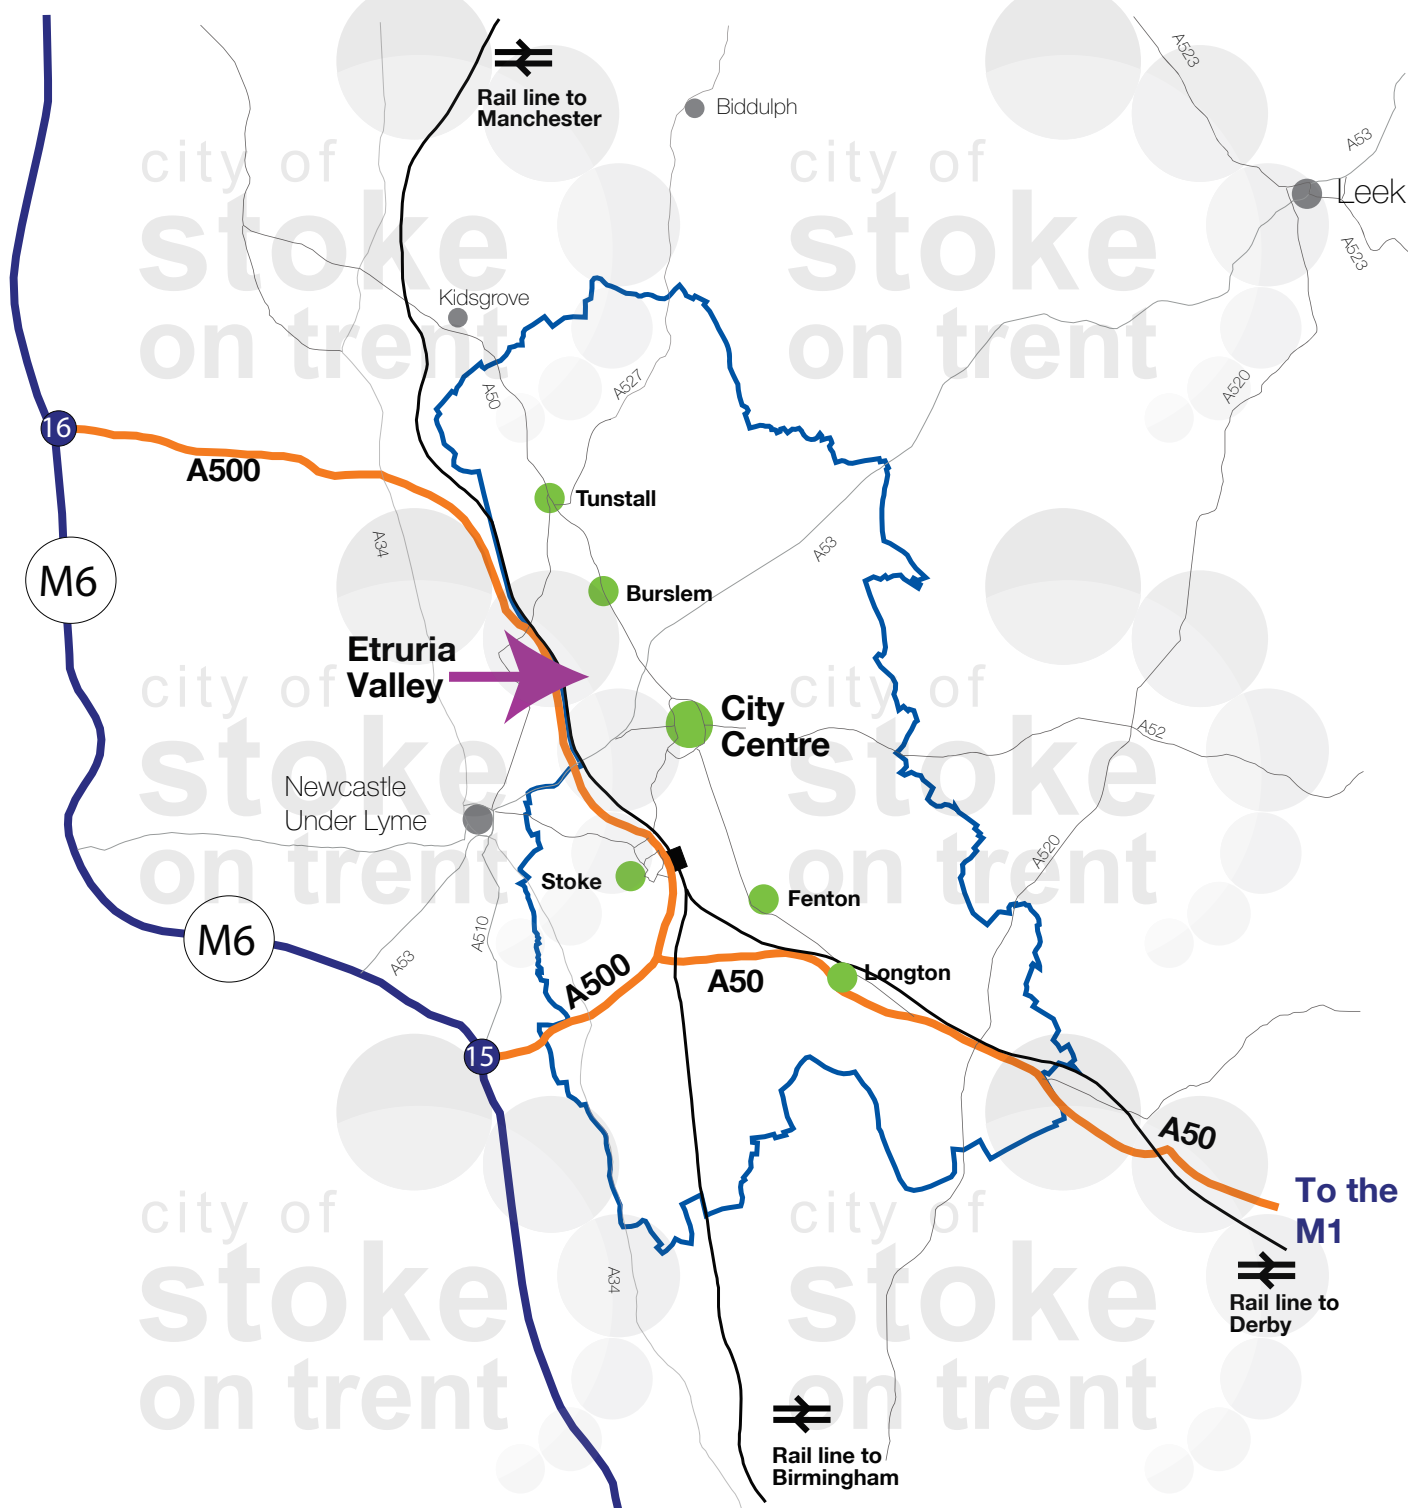 Rail line to
Manchester
Biddulph
A523
A53
Leek
A523
city of
stoke
on trent
city of
stoke
on trent
Kidsgrove
A50
A527
A520
16
A500
Tunstall
A34
A53
M6
Burslem
Etruria
Valley
city of
stoke
on trent
city of
stoke
on trent
City
Centre
A52
Newcastle
Under Lyme
A520
Stoke
Fenton
M6
A510
A53
A500
A50
Longton
15
A50
To the
M1
city of
stoke
on trent
city of
stoke
on trent
A34
Rail line to
Derby
Rail line to
Birmingham